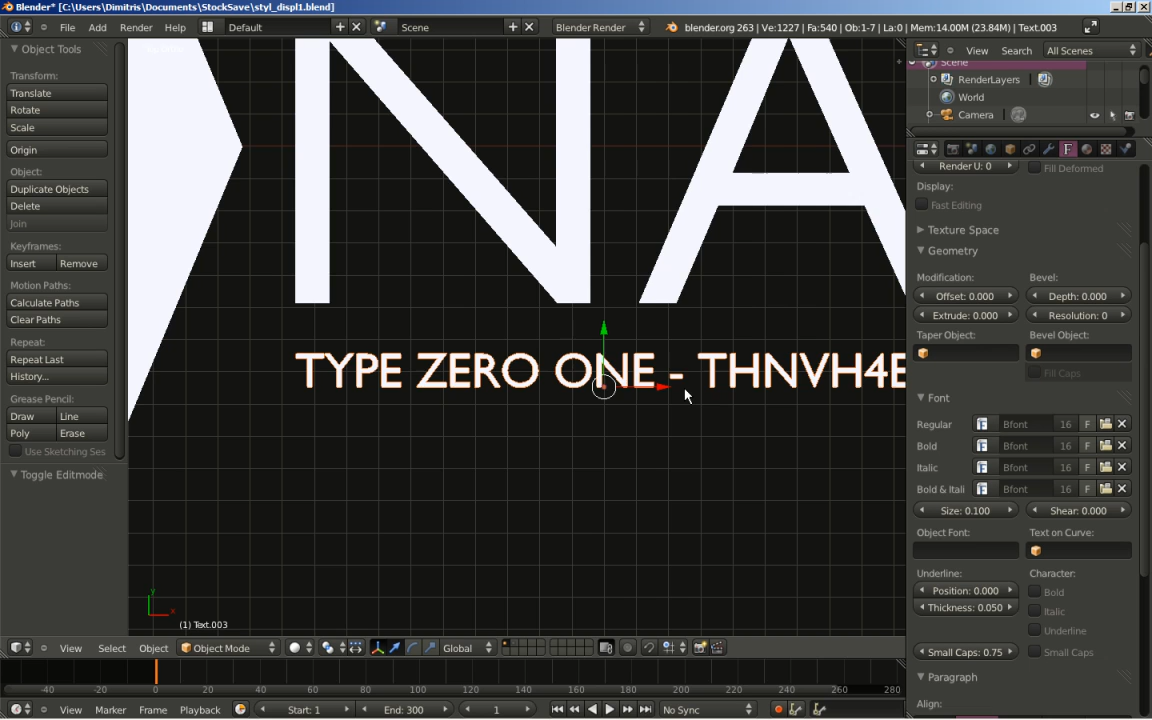 Blender* [C:\Users\Dimitris\Documents\StockSave\styl_displ1.blend]
File Add Render Help Default Scene Blender Render blender.org 263 | Ve:1227 | Fa:540 | Ob:1-7 | La:0 | Mem:14.00M (23.84M) | Text.003
Object Tools
Transform:
Translate
Rotate
Scale
Origin
Object:
Duplicate Objects
Delete
Join
Keyframes:
Insert Remove
Motion Paths:
Calculate Paths
Clear Paths
Repeat:
Repeat Last
History...
Grease Pencil:
Draw Line
Poly Erase
Use Sketching Ses
Toggle Editmode
NA
TYPE ZERO ONE - THNVH4E
y
x
(1) Text.003
View Search All Scenes
Scene
RenderLayers
World
Camera
Render U: 0 Fill Deformed
Display:
Fast Editing
Texture Space
Geometry
Modification: Bevel:
Offset: 0.000 Depth: 0.000
Extrude: 0.000 Resolution: 0
Taper Object: Bevel Object:
Fill Caps
Font
Regular Bfont 16 F
Bold Bfont 16 F
Italic Bfont 16 F
Bold & Itali Bfont 16 F
Size: 0.100 Shear: 0.000
Object Font: Text on Curve:
Underline: Character:
Position: 0.000 Bold
Thickness: 0.050 Italic
Underline
Small Caps: 0.75 Small Caps
Paragraph
Align:
View Select Object Object Mode Global
-40 -20 0 20 40 60 80 100 120 140 160 180 200 220 240 260 280
View Marker Frame Playback Start: 1 End: 300 1 No Sync